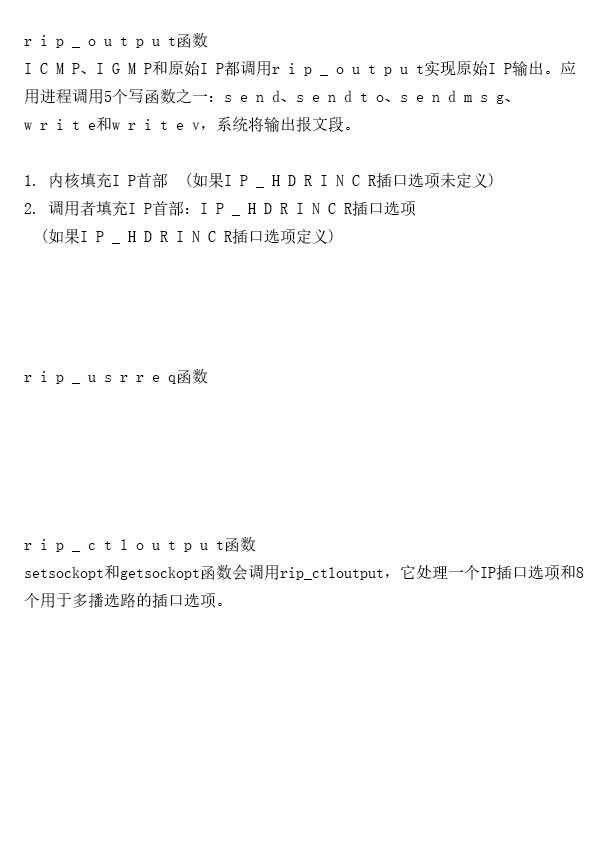 r i p _ o u t p u t函数
I C M P、I G M P和原始I P都调用r i p _ o u t p u t实现原始I P输出。应
用进程调用5个写函数之一：s e n d、s e n d t o、s e n d m s g、
w r i t e和w r i t e v，系统将输出报文段。
1. 内核填充I P首部 (如果I P _ H D R I N C R插口选项未定义)
2. 调用者填充I P首部：I P _ H D R I N C R插口选项
(如果I P _ H D R I N C R插口选项定义)
r i p _ u s r r e q函数
r i p _ c t l o u t p u t函数
setsockopt和getsockopt函数会调用rip_ctloutput，它处理一个IP插口选项和8
个用于多播选路的插口选项。